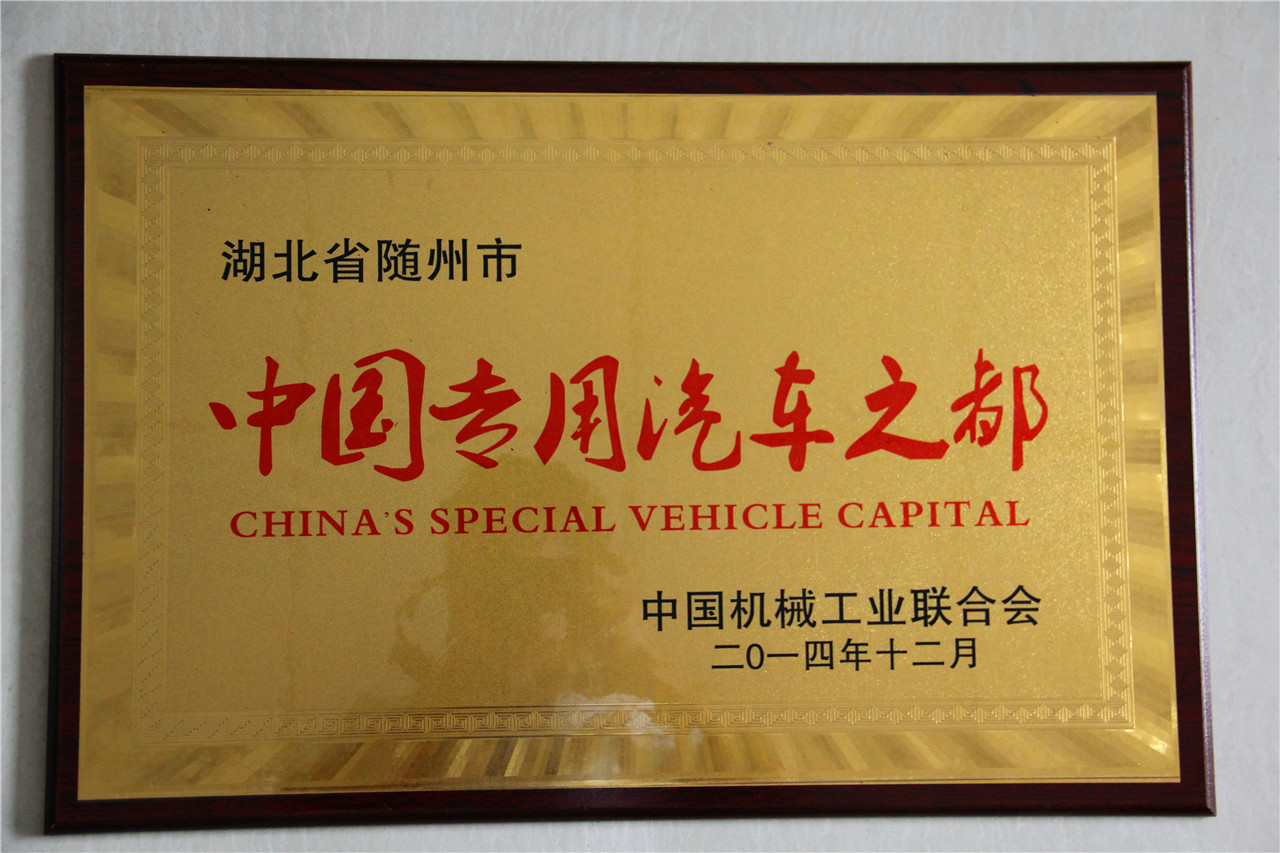 湖北省随州市
中国专用汽车之都
CHINA'S SPECIAL VEHICLE CAPITAL
中国机械工业联合会
二0一四年十二月